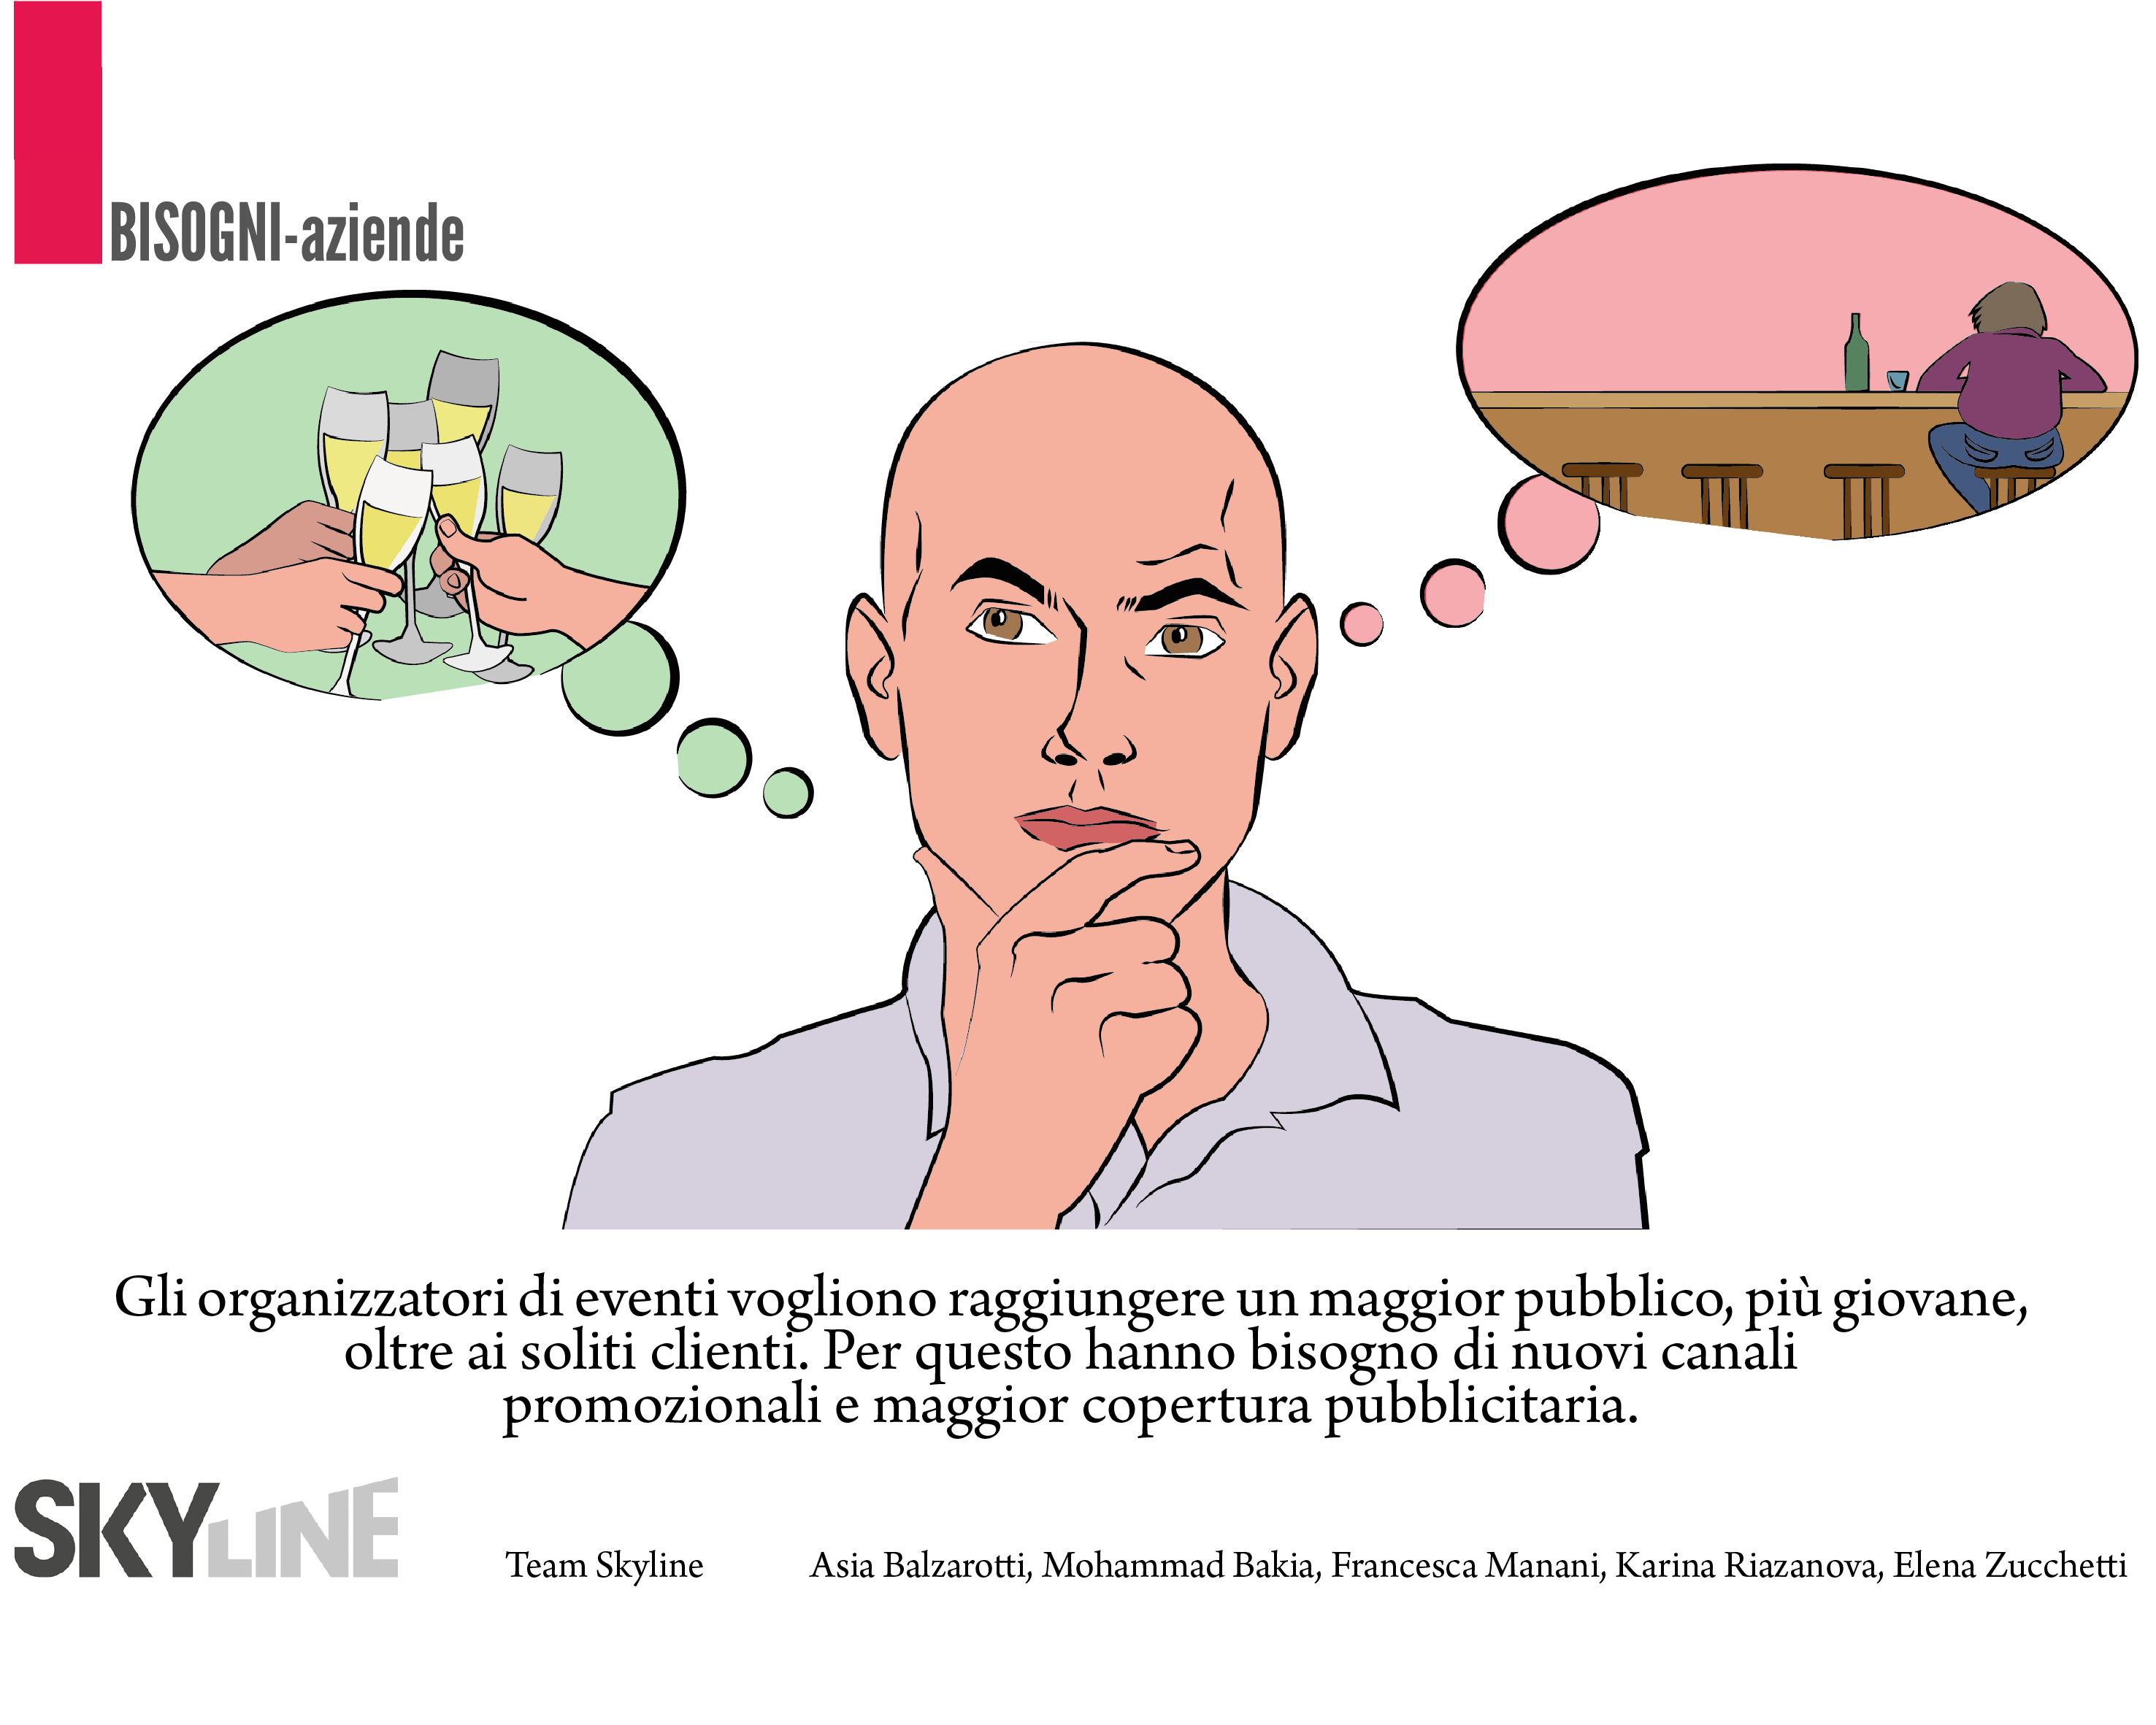 BISOGNI-aziende
Gli organizzatori di eventi vogliono raggiungere un maggior pubblico, più giovane,
oltre ai soliti clienti. Per questo hanno bisogno di nuovi canali
promozionali e maggior copertura pubblicitaria.
SKYLINE
Team Skyline Asia Balzarotti, Mohammad Bakia, Francesca Manani, Karina Riazanova, Elena Zucchetti